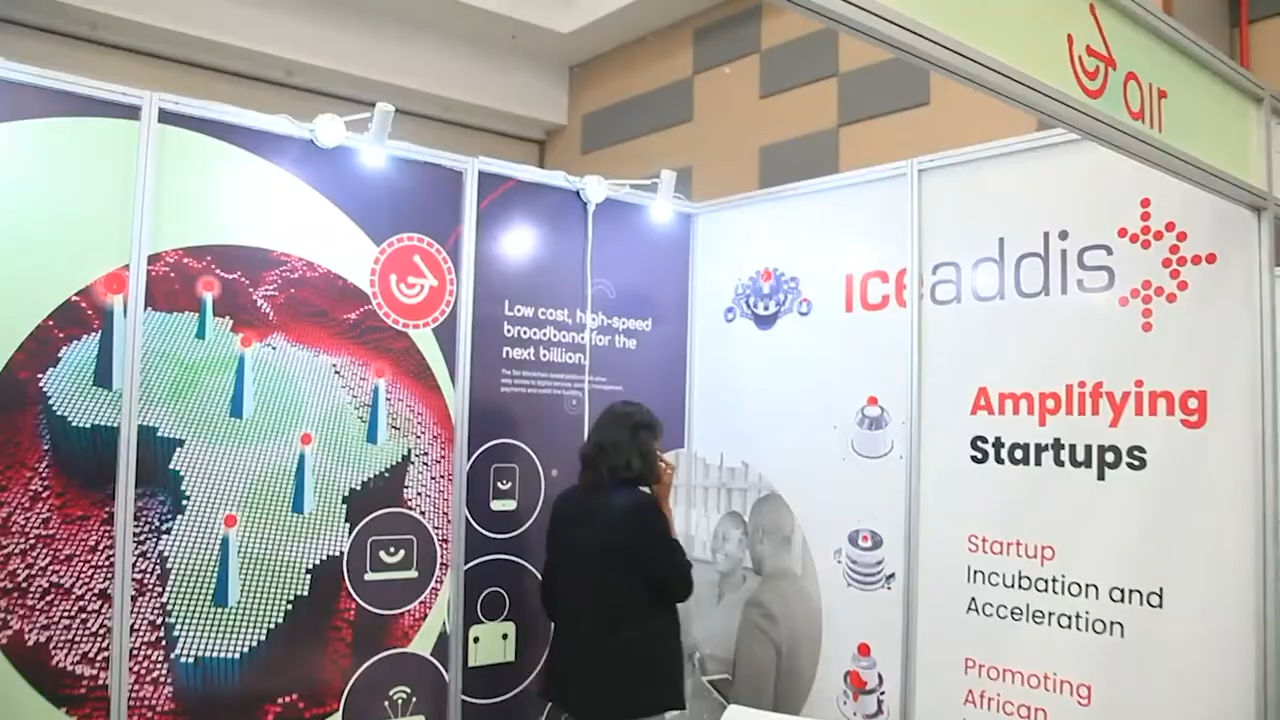 air
Low cost, high-speed
broadband for the
next billion.
iceaddis
Amplifying
Startups
Startup
Incubation and
Acceleration
Promoting
African